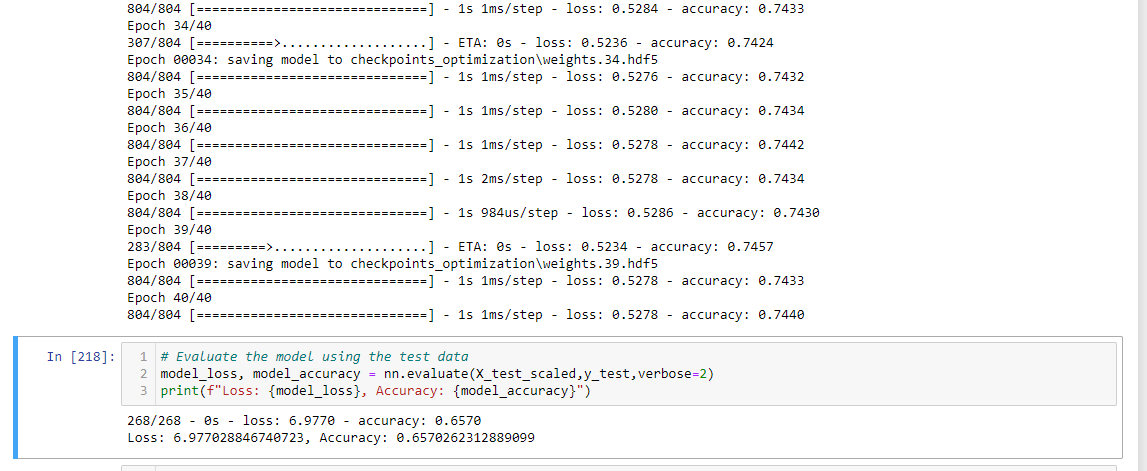 804/804 [==============================] - 1s 1ms/step - loss: 0.5284 - accuracy: 0.7433
Epoch 34/40
307/804 [==========>...................] - ETA: 0s - loss: 0.5236 - accuracy: 0.7424
Epoch 00034: saving model to checkpoints_optimization\weights.34.hdf5
804/804 [==============================] - 1s 1ms/step - loss: 0.5276 - accuracy: 0.7432
Epoch 35/40
804/804 [==============================] - 1s 1ms/step - loss: 0.5280 - accuracy: 0.7434
Epoch 36/40
804/804 [==============================] - 1s 1ms/step - loss: 0.5278 - accuracy: 0.7442
Epoch 37/40
804/804 [==============================] - 1s 2ms/step - loss: 0.5278 - accuracy: 0.7434
Epoch 38/40
804/804 [==============================] - 1s 984us/step - loss: 0.5286 - accuracy: 0.7430
Epoch 39/40
283/804 [=========>....................] - ETA: 0s - loss: 0.5234 - accuracy: 0.7457
Epoch 00039: saving model to checkpoints_optimization\weights.39.hdf5
804/804 [==============================] - 1s 1ms/step - loss: 0.5278 - accuracy: 0.7433
Epoch 40/40
804/804 [==============================] - 1s 1ms/step - loss: 0.5278 - accuracy: 0.7440
In [218]: 1 # Evaluate the model using the test data
2 model_loss, model_accuracy = nn.evaluate(X_test_scaled,y_test,verbose=2)
3 print(f"Loss: {model_loss}, Accuracy: {model_accuracy}")
268/268 - 0s - loss: 6.9770 - accuracy: 0.6570
Loss: 6.977028846740723, Accuracy: 0.6570262312889099